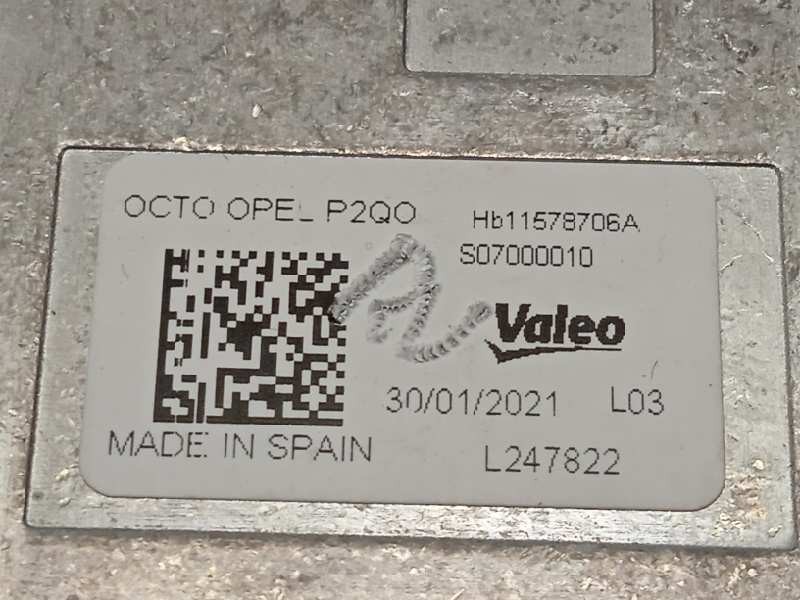 OCTO OPEL P2QO
Hb11578706A
S07000010
Valeo
30/01/2021 L03
MADE IN SPAIN
L247822